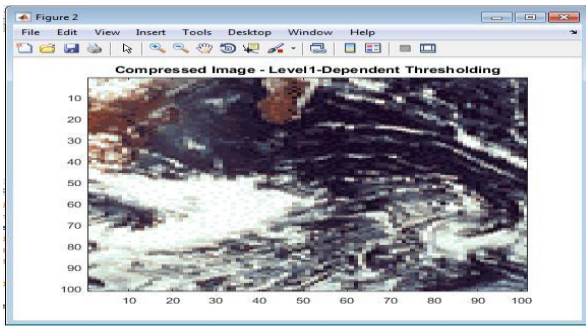 Figure 2
File Edit View Insert Tools Desktop Window Help
Compressed Image - Level1-Dependent Thresholding
10
20
30
40
50
60
70
80
90
100
10 20 30 40 50 60 70 80 90 100